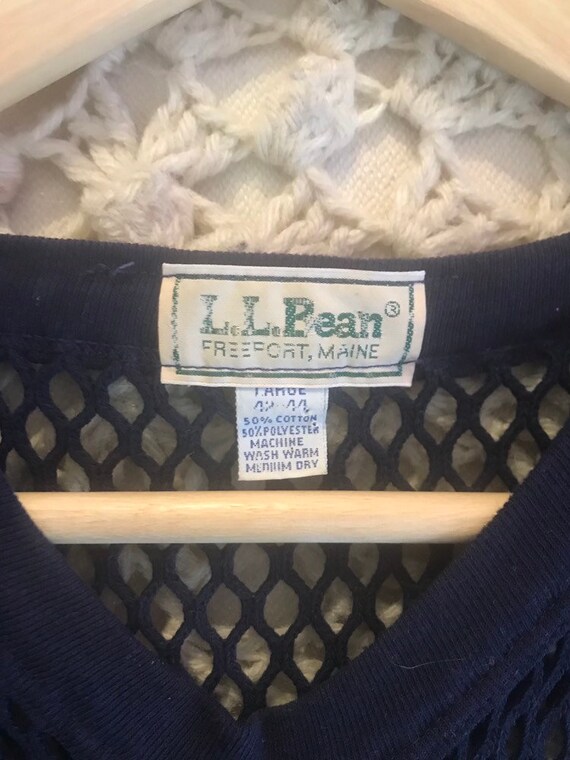 L.L.Bean®
FREEPORT, MAINE
LARGE
42-44
50% COTTON
50% POLYESTER
MACHINE
WASH WARM
MEDIUM DRY